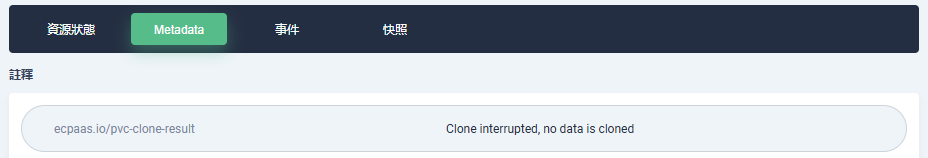 資源狀態 Metadata 事件 快照
註釋
ecpaas.io/pvc-clone-result Clone interrupted, no data is cloned